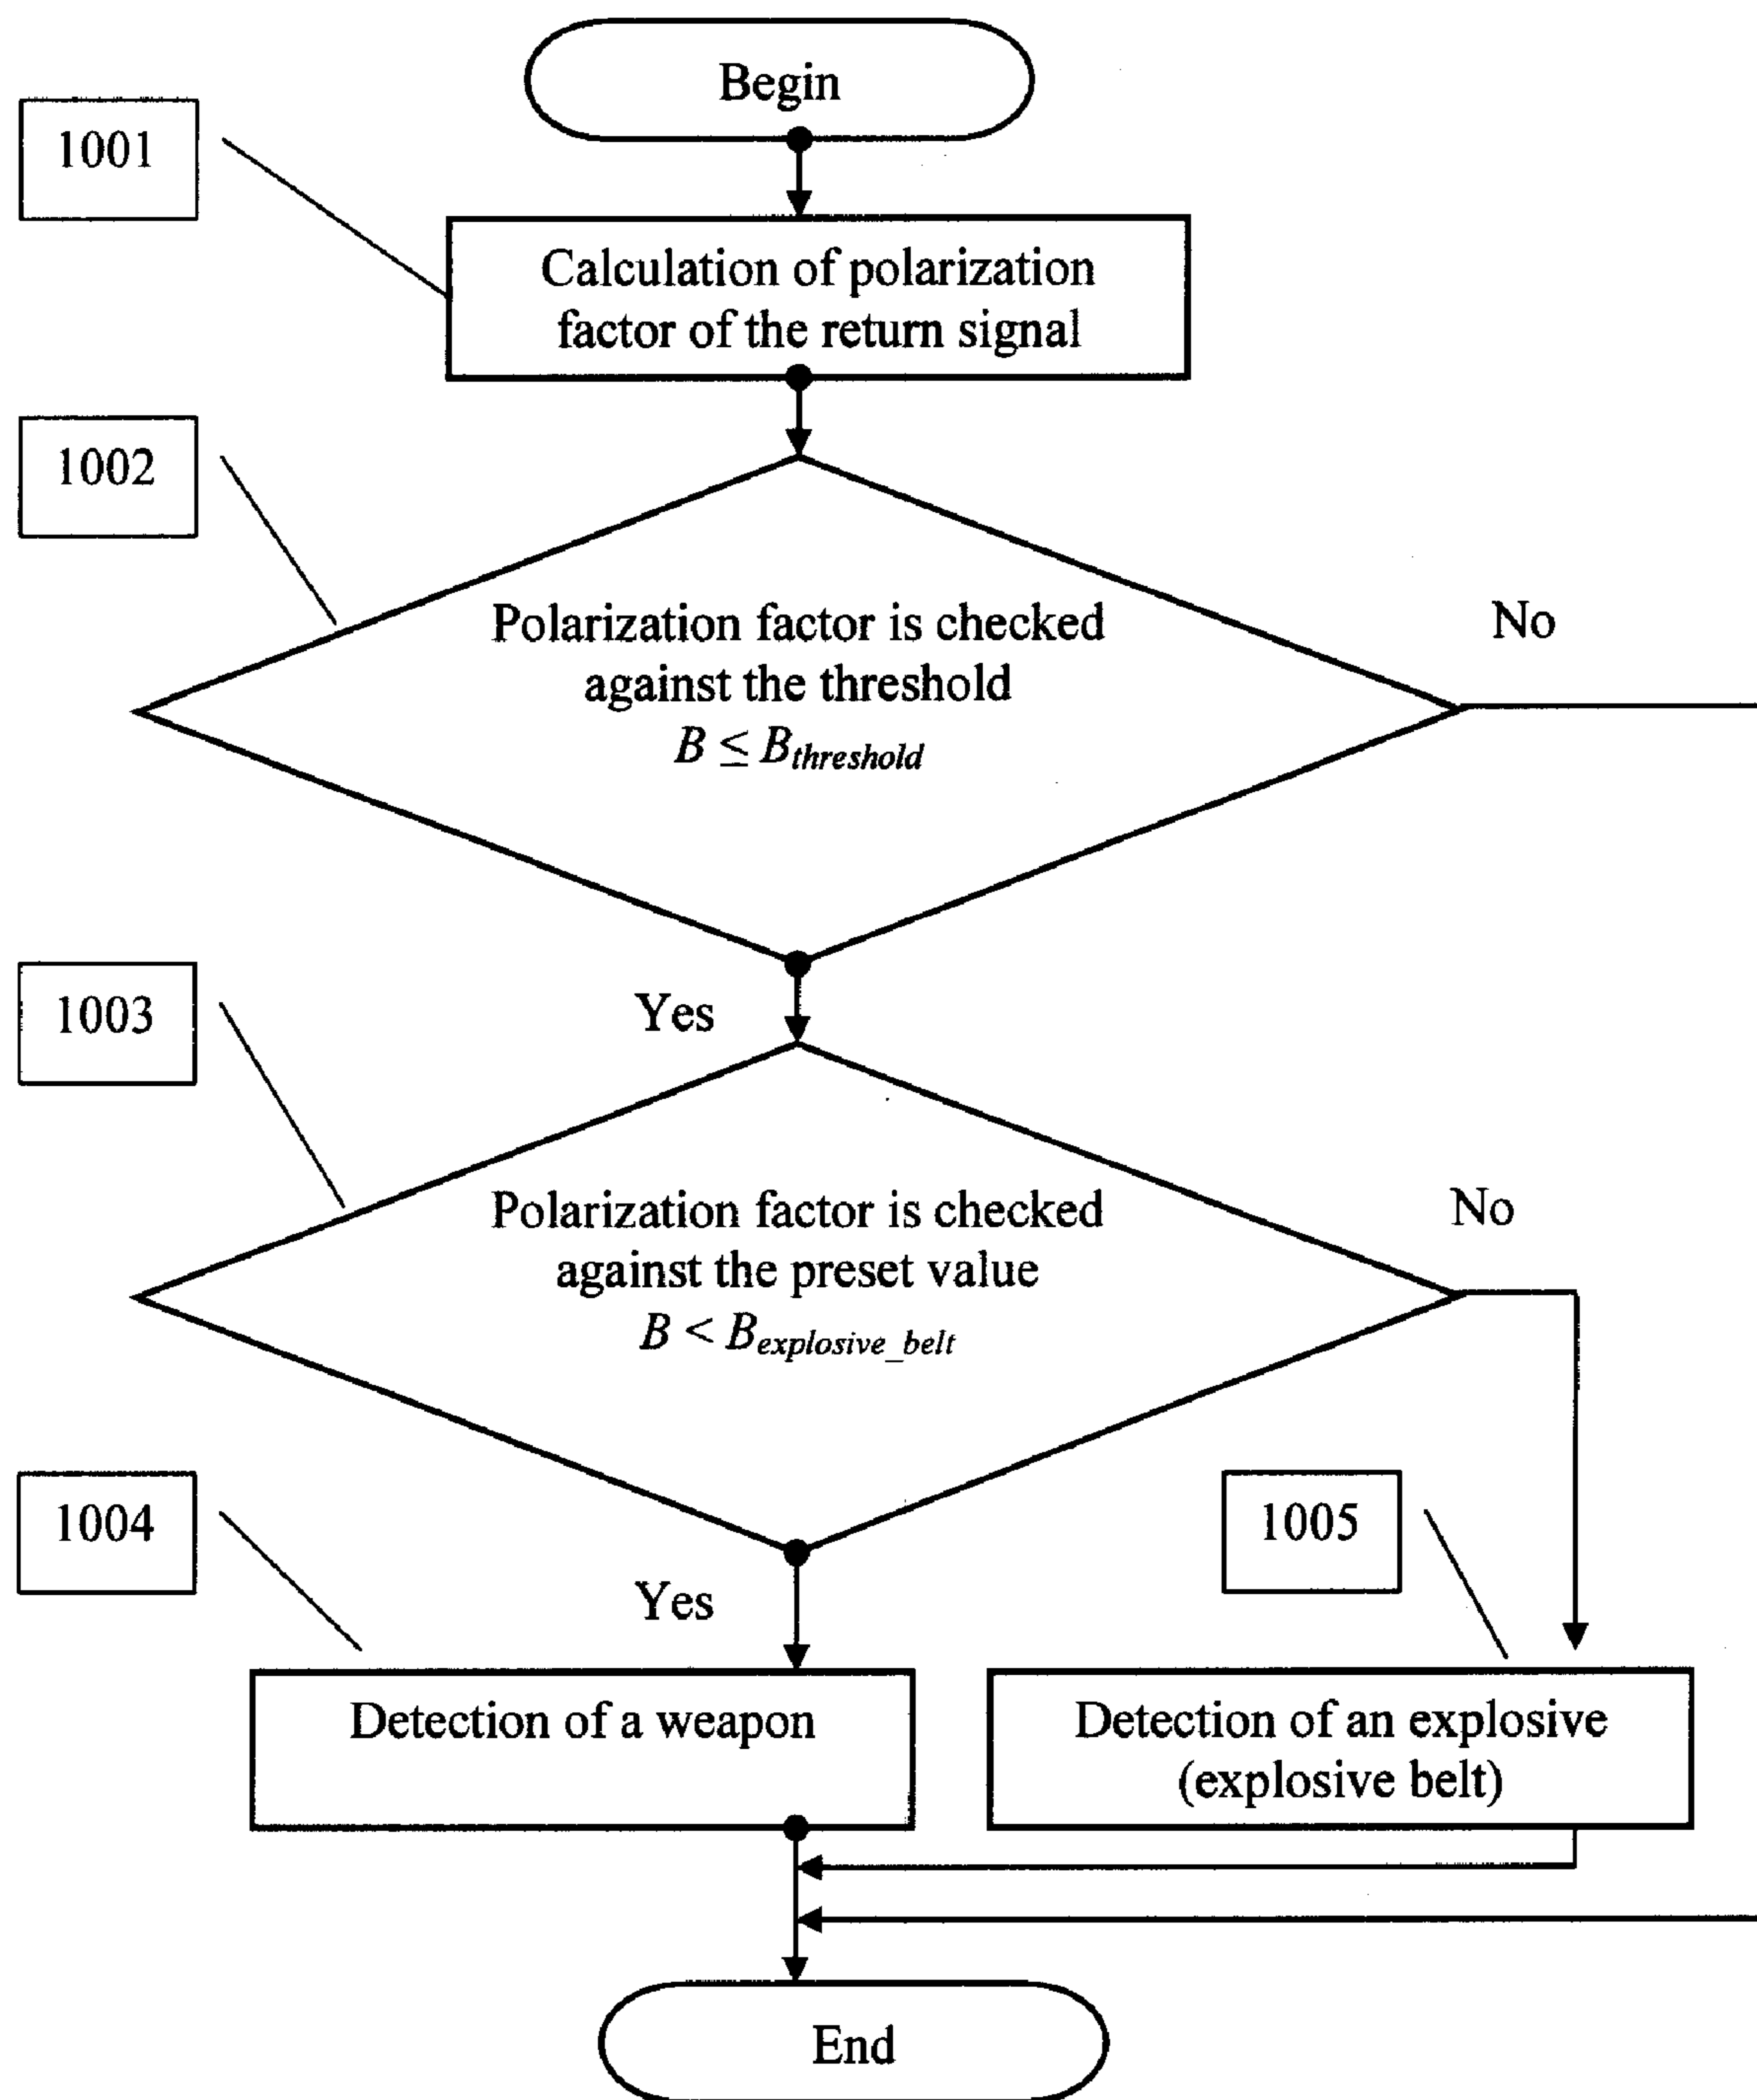 Begin
1001
Calculation of polarization
factor of the return signal
1002
Polarization factor is checked
against the threshold
B ≤ B_threshold
No
Yes
1003
Polarization factor is checked
against the preset value
B < B_explosive_belt
No
Yes
1004
1005
Detection of a weapon
Detection of an explosive
(explosive belt)
End